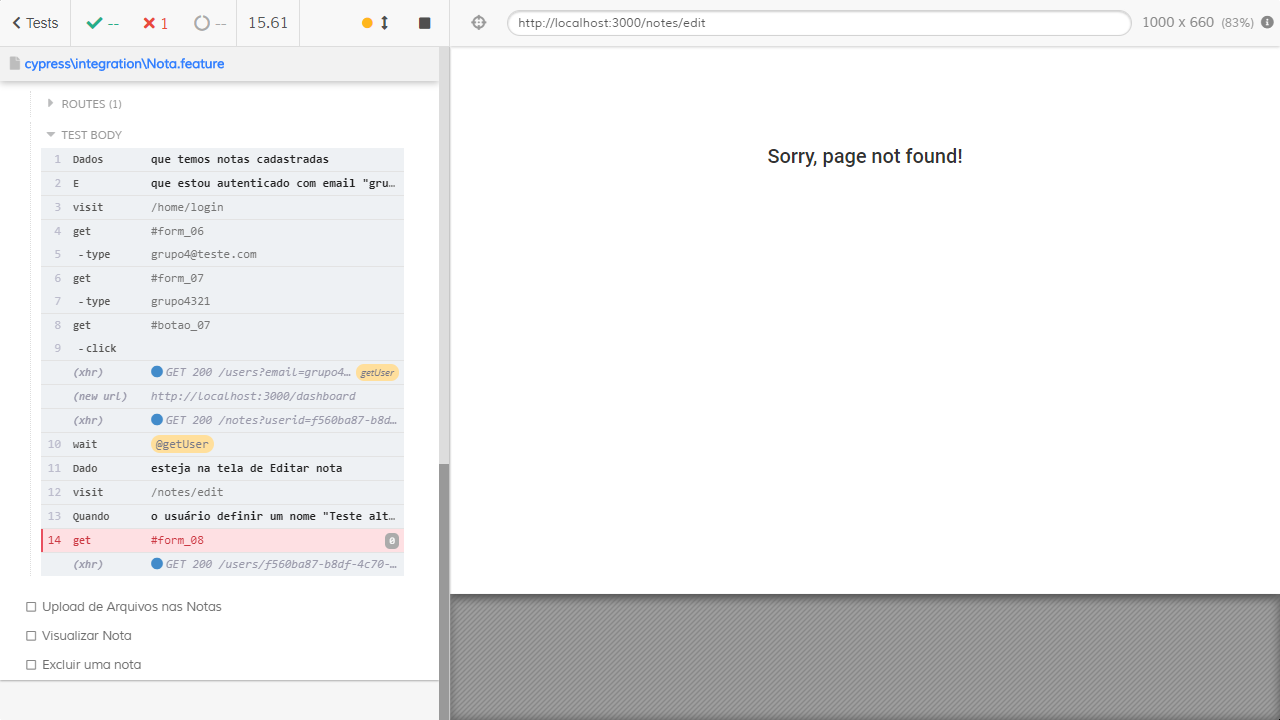 Tests -- 1 -- 15.61
http://localhost:3000/notes/edit
1000 x 660 (83%)
cypress\integration\Nota.feature
ROUTES (1)
TEST BODY
1 Dados que temos notas cadastradas
2 E que estou autenticado com email "gru…
3 visit /home/login
4 get #form_06
5 -type grupo4@teste.com
6 get #form_07
7 -type grupo4321
8 get #botao_07
9 -click
(xhr) GET 200 /users?email=grupo4… getUser
(new url) http://localhost:3000/dashboard
(xhr) GET 200 /notes?userid=f560ba87-b8d…
10 wait @getUser
11 Dado esteja na tela de Editar nota
12 visit /notes/edit
13 Quando o usuário definir um nome "Teste alt…
14 get #form_08 0
(xhr) GET 200 /users/f560ba87-b8df-4c70-…
Upload de Arquivos nas Notas
Visualizar Nota
Excluir uma nota
Sorry, page not found!